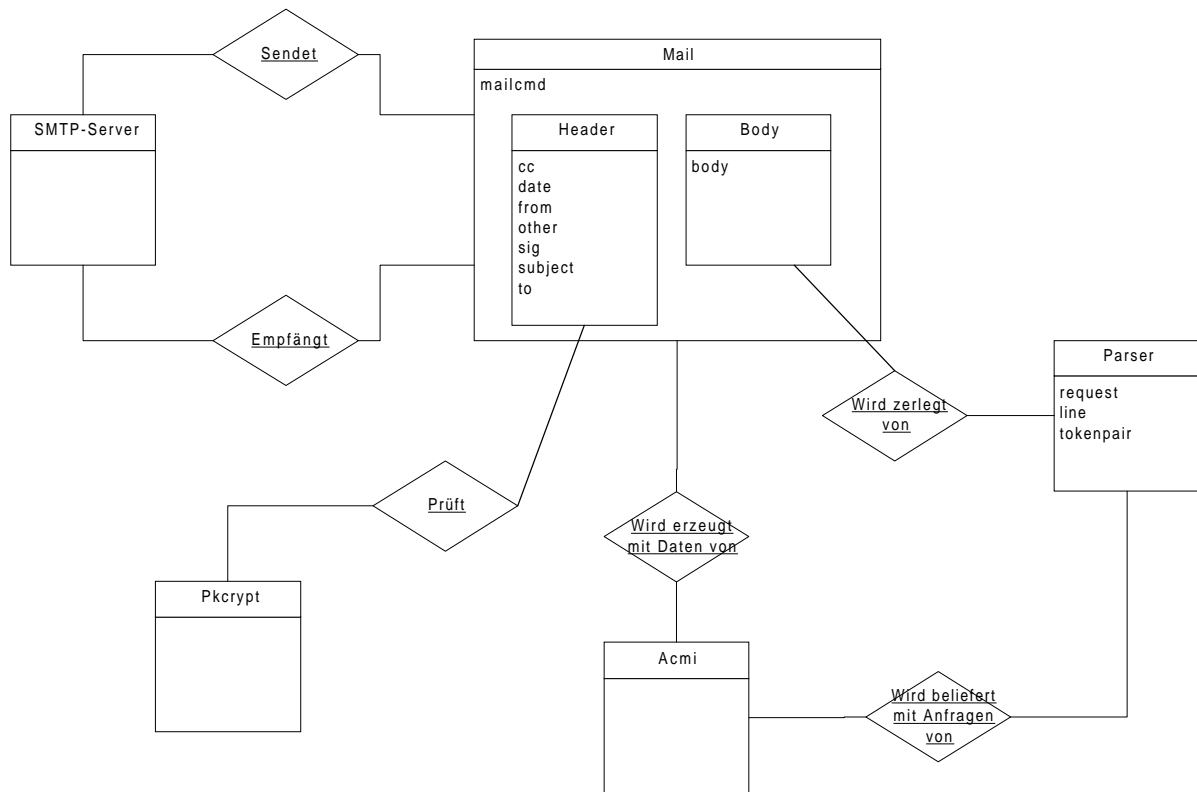 Sendet
Mail
mailcmd
SMTP-Server
Header
Body
cc
date
from
other
sig
subject
to
body
Empfängt
Parser
request
line
tokenpair
Wird zerlegt
von
Prüft
Wird erzeugt
mit Daten von
Pkcrypt
Acmi
Wird beliefert
mit Anfragen
von